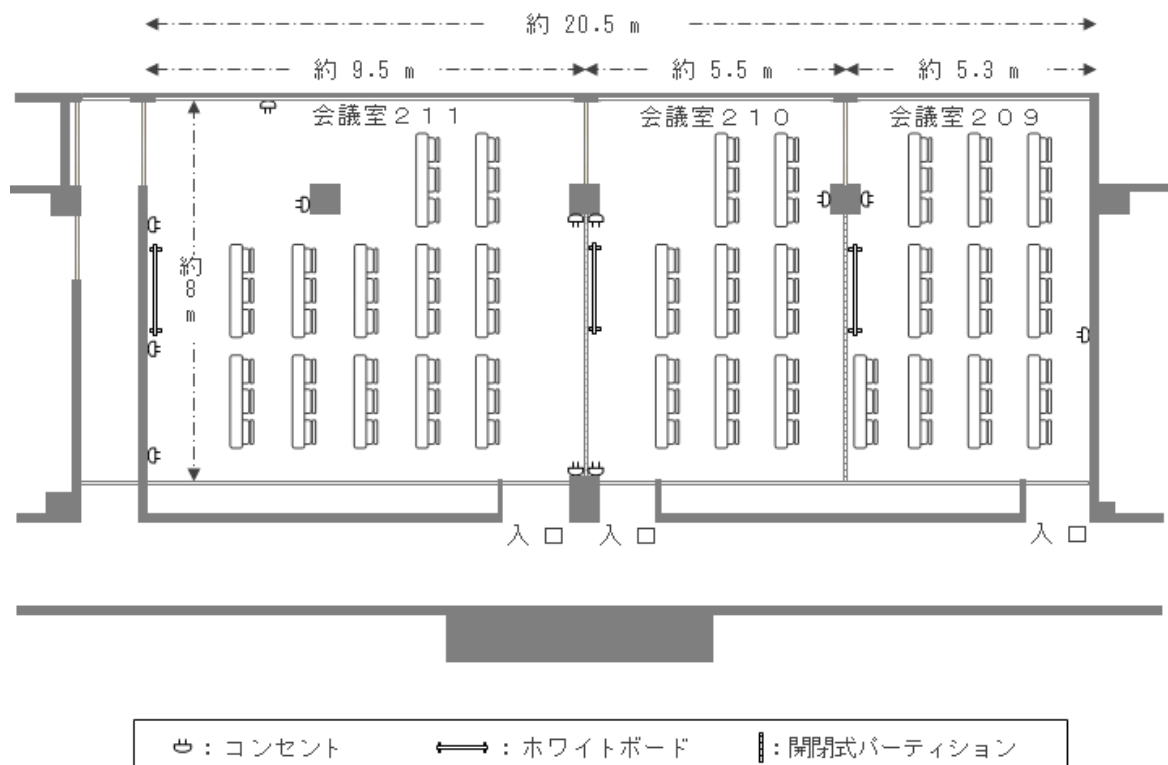 約 20.5 m
約 9.5 m 約 5.5 m 約 5.3 m
会議室２１１ 会議室２１０ 会議室２０９
約8m
入口 入口 入口
：コンセント ：ホワイトボード ：開閉式パーティション